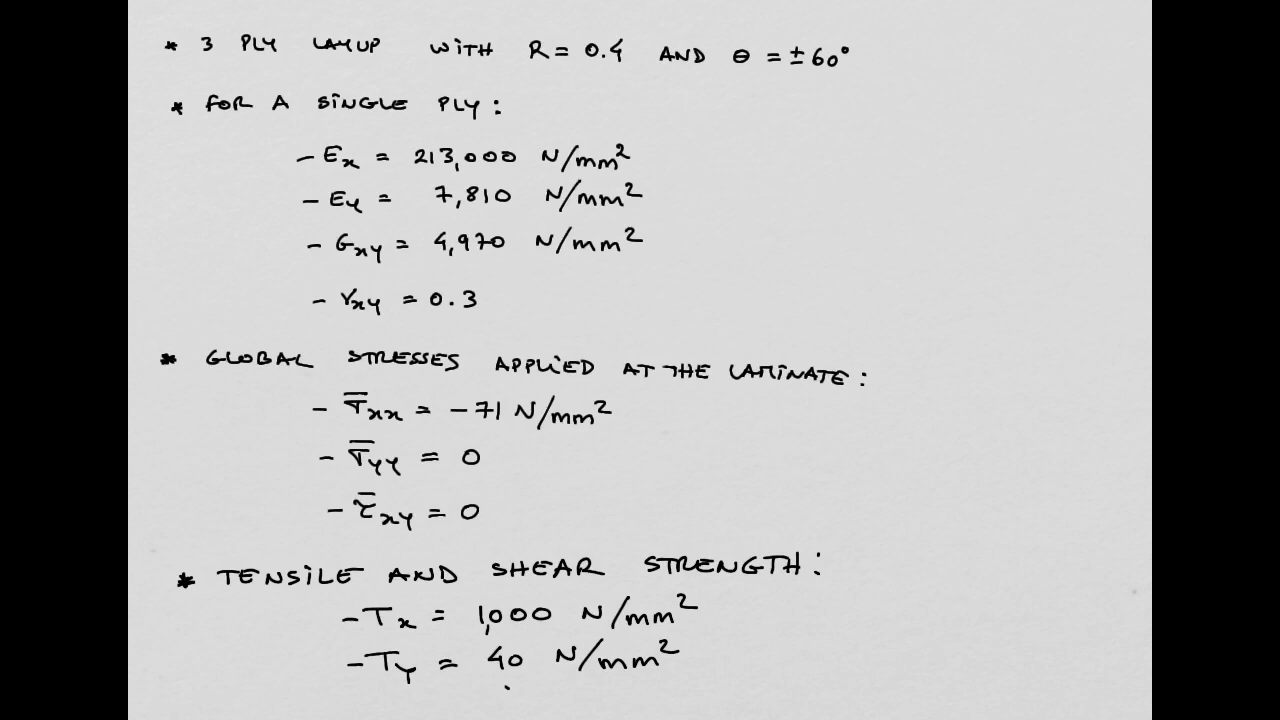 * 3 PLY LAYUP WITH R = 0.4 AND θ = ±60°
* FOR A SINGLE PLY:
- Ex = 213,000 N/mm²
- Ey = 7,810 N/mm²
- Gxy = 4,970 N/mm²
- νxy = 0.3
* GLOBAL STRESSES APPLIED AT THE LAMINATE:
- σ̅xx = -71 N/mm²
- σ̅yy = 0
- τ̅xy = 0
* TENSILE AND SHEAR STRENGTH:
- Tx = 1,000 N/mm²
- Ty = 40 N/mm²